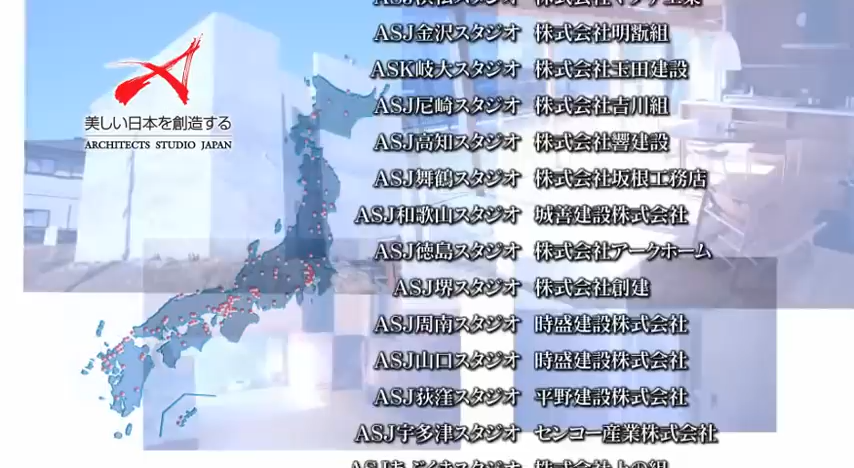 美しい日本を創造する
ARCHITECTS STUDIO JAPAN
ASJ金沢スタジオ 株式会社明翫組
ASK岐大スタジオ 株式会社玉田建設
ASJ尼崎スタジオ 株式会社吉川組
ASJ高知スタジオ 株式会社響建設
ASJ舞鶴スタジオ 株式会社坂根工務店
ASJ和歌山スタジオ 城善建設株式会社
ASJ徳島スタジオ 株式会社アークホーム
ASJ堺スタジオ 株式会社創建
ASJ周南スタジオ 時盛建設株式会社
ASJ山口スタジオ 時盛建設株式会社
ASJ荻窪スタジオ 平野建設株式会社
ASJ宇多津スタジオ センコー産業株式会社